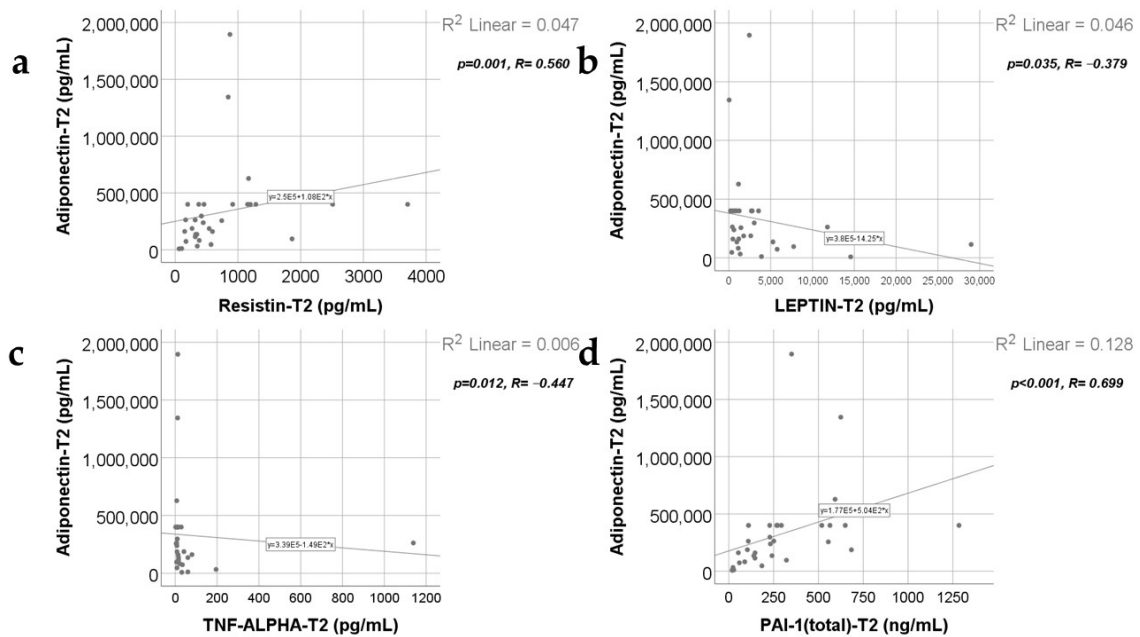 a
R² Linear = 0.047
p=0.001, R= 0.560
Adiponectin-T2 (pg/mL)
2,000,000
1,500,000
1,000,000
500,000
0
y=2.5E5+1.08E2*x
0 1000 2000 3000 4000
Resistin-T2 (pg/mL)
b
R² Linear = 0.046
p=0.035, R= −0.379
Adiponectin-T2 (pg/mL)
2,000,000
1,500,000
1,000,000
500,000
0
y=3.8E5-14.25*x
0 5,000 10,000 15,000 20,000 25,000 30,000
LEPTIN-T2 (pg/mL)
c
R² Linear = 0.006
p=0.012, R= −0.447
Adiponectin-T2 (pg/mL)
2,000,000
1,500,000
1,000,000
500,000
0
y=3.39E5-1.49E2*x
0 200 400 600 800 1000 1200
TNF-ALPHA-T2 (pg/mL)
d
R² Linear = 0.128
p<0.001, R= 0.699
Adiponectin-T2 (pg/mL)
2,000,000
1,500,000
1,000,000
500,000
0
y=1.77E5+5.04E2*x
0 250 500 750 1000 1250
PAI-1(total)-T2 (ng/mL)